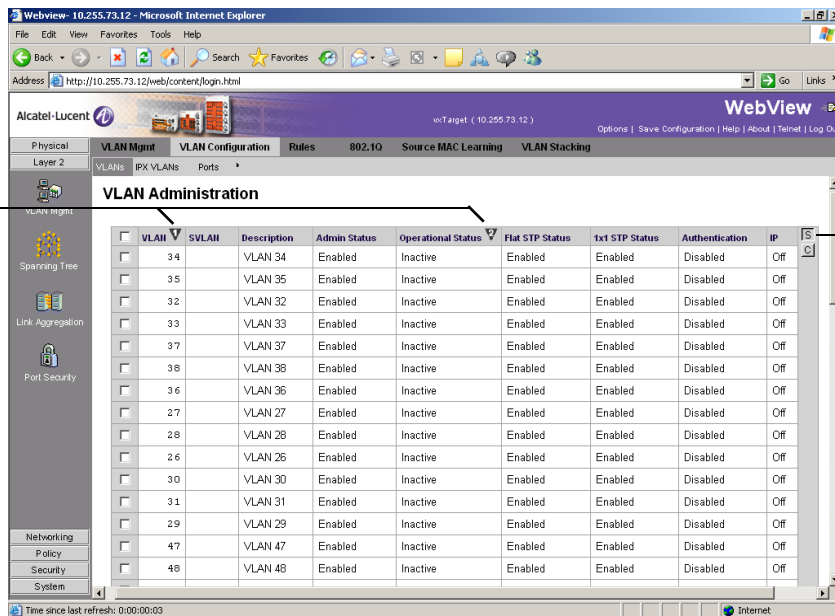 Webview- 10.255.73.12 - Microsoft Internet Explorer
File Edit View Favorites Tools Help
Back Search Favorites
Address http://10.255.73.12/web/content/login.html Go Links
Alcatel·Lucent vxTarget ( 10.255.73.12 ) WebView
Options | Save Configuration | Help | About | Telnet | Log Ou
Physical VLAN Mgmt VLAN Configuration Rules 802.1Q Source MAC Learning VLAN Stacking
Layer 2 VLANs IPX VLANs Ports
VLAN Administration
VLAN Mgmt
Spanning Tree
Link Aggregation
Port Security
VLAN 1 SVLAN Description Admin Status Operational Status 2 Flat STP Status 1x1 STP Status Authentication IP S
C
34 VLAN 34 Enabled Inactive Enabled Enabled Disabled Off
35 VLAN 35 Enabled Inactive Enabled Enabled Disabled Off
32 VLAN 32 Enabled Inactive Enabled Enabled Disabled Off
33 VLAN 33 Enabled Inactive Enabled Enabled Disabled Off
37 VLAN 37 Enabled Inactive Enabled Enabled Disabled Off
38 VLAN 38 Enabled Inactive Enabled Enabled Disabled Off
36 VLAN 36 Enabled Inactive Enabled Enabled Disabled Off
27 VLAN 27 Enabled Inactive Enabled Enabled Disabled Off
28 VLAN 28 Enabled Inactive Enabled Enabled Disabled Off
26 VLAN 26 Enabled Inactive Enabled Enabled Disabled Off
30 VLAN 30 Enabled Inactive Enabled Enabled Disabled Off
31 VLAN 31 Enabled Inactive Enabled Enabled Disabled Off
29 VLAN 29 Enabled Inactive Enabled Enabled Disabled Off
47 VLAN 47 Enabled Inactive Enabled Enabled Disabled Off
48 VLAN 48 Enabled Inactive Enabled Enabled Disabled Off
Networking
Policy
Security
System
Time since last refresh: 0:00:00:03 Internet